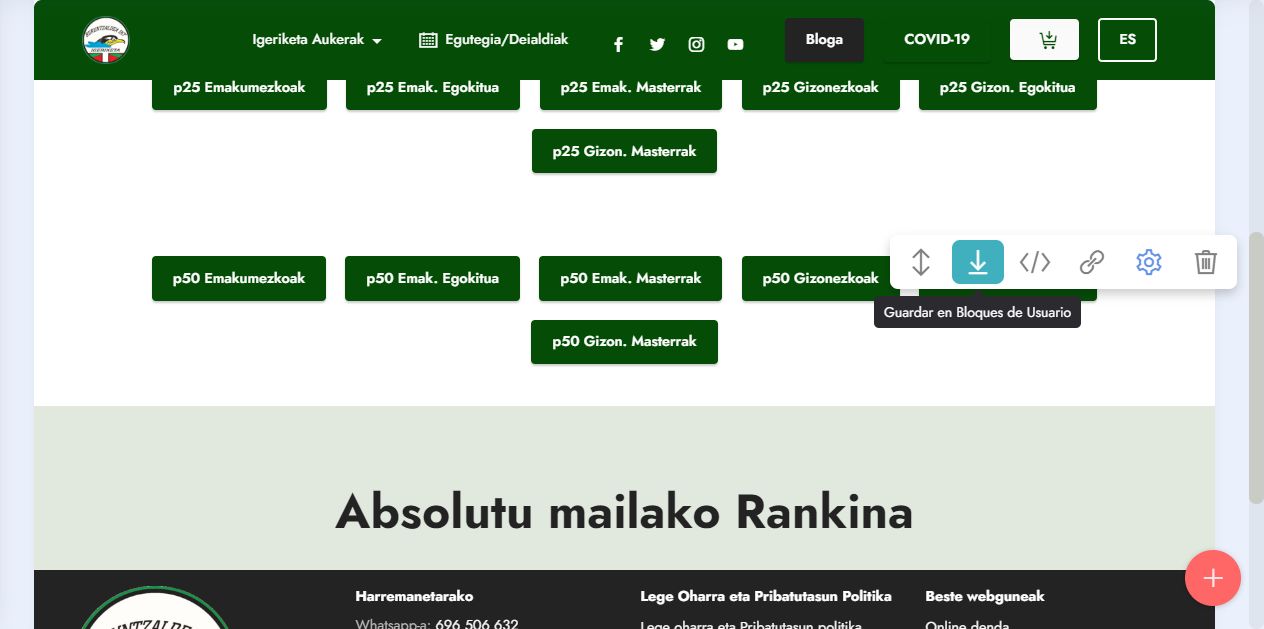 Igeriketa Aukerak
Egutegia/Deialdiak
Bloga
COVID-19
ES
IGERIKETA
p25 Emakumezkoak
p25 Emak. Egokitua
p25 Emak. Masterrak
p25 Gizonezkoak
p25 Gizon. Egokitua
p25 Gizon. Masterrak
p50 Emakumezkoak
p50 Emak. Egokitua
p50 Emak. Masterrak
p50 Gizonezkoak
Guardar en Bloques de Usuario
p50 Gizon. Masterrak
Absolutu mailako Rankina
Harremanetarako
Lege Oharra eta Pribatutasun Politika
Beste webguneak
Whatsapp-a: 696 506 632
Lege oharra eta Pribatutasun politika
Online denda